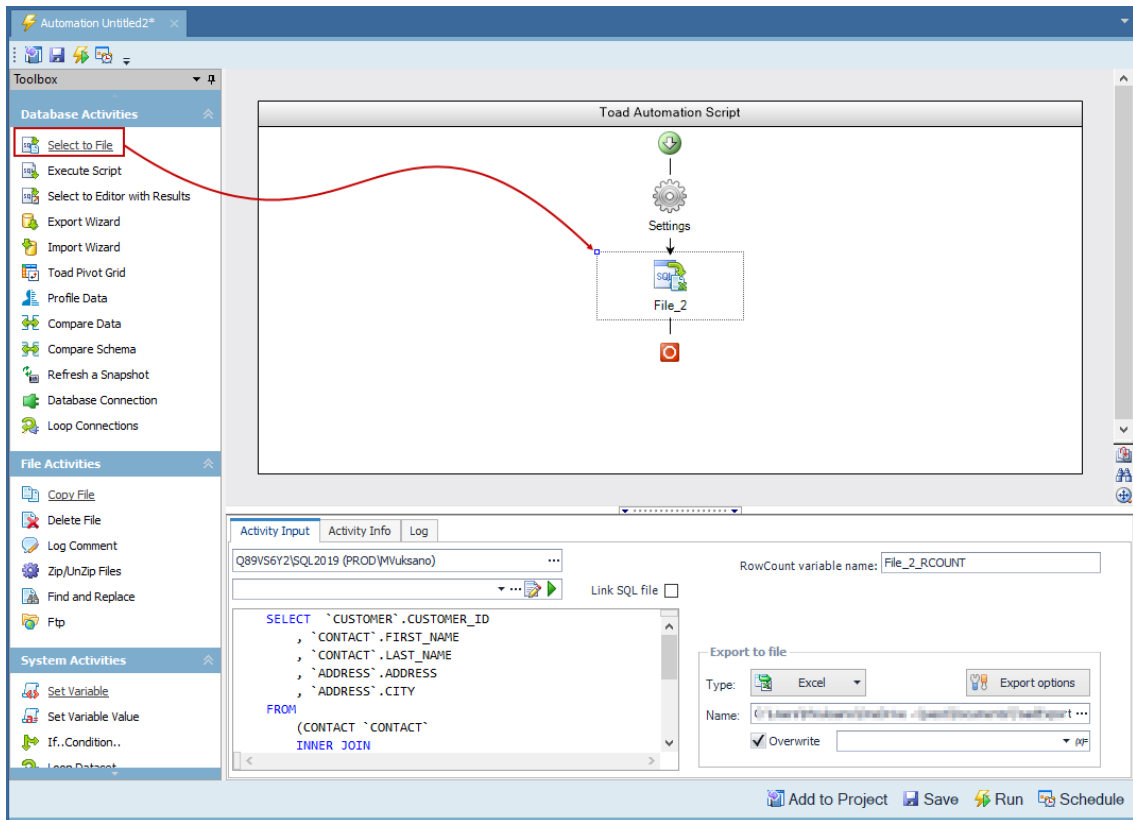 Automation Untitled2*
Toolbox
Database Activities
Select to File
Execute Script
Select to Editor with Results
Export Wizard
Import Wizard
Toad Pivot Grid
Profile Data
Compare Data
Compare Schema
Refresh a Snapshot
Database Connection
Loop Connections
File Activities
Copy File
Delete File
Log Comment
Zip/UnZip Files
Find and Replace
Ftp
System Activities
Set Variable
Set Variable Value
If..Condition..
Loop Dataset
Toad Automation Script
Settings
SQL
File_2
Activity Input Activity Info Log
Q89VS6Y2\SQL2019 (PROD\MVuksano)
Link SQL file
RowCount variable name: File_2_RCOUNT
SELECT `CUSTOMER`.CUSTOMER_ID
, `CONTACT`.FIRST_NAME
, `CONTACT`.LAST_NAME
, `ADDRESS`.ADDRESS
, `ADDRESS`.CITY
FROM
(CONTACT `CONTACT`
INNER JOIN
Export to file
Type: Excel Export options
Name:
Overwrite
Add to Project Save Run Schedule